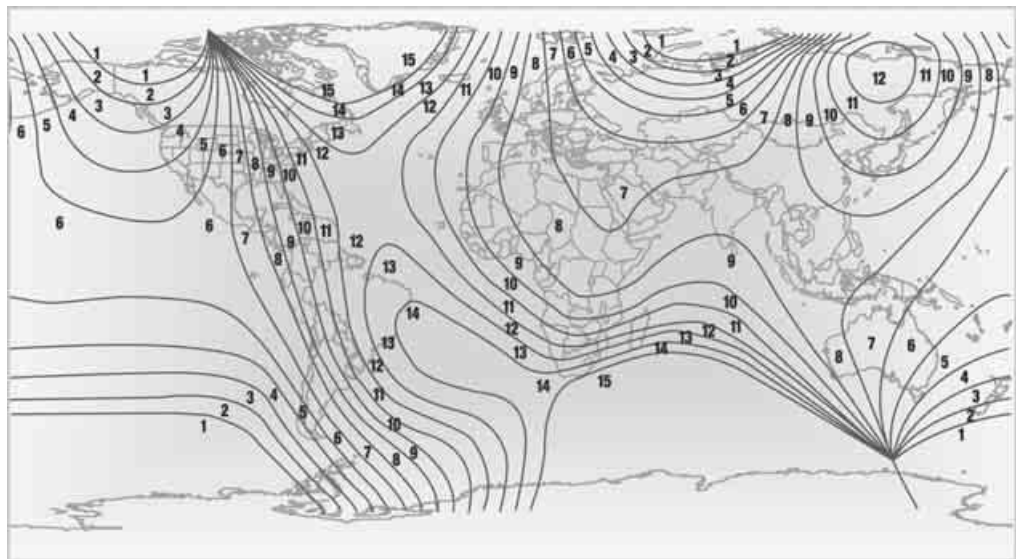 1 15 1 1
1 2 15 14 13 12 11 10 9 8 7 6 5 4 3 2 2 12 11 10 9 8
2 3 3 14 3 4 5 6 11 10
6 5 4 4 13 12 7 8 9
5 6 7 8 9 10 11 12
7
6 6 7 8 9 10 11 12 8
13 9 9
10 11 12 13 14 14 10 11 12 13
13 12 14 13 15 8 7 6 5 4 3 2 1
11 10 9 8 7 6 5 4 3 2 1